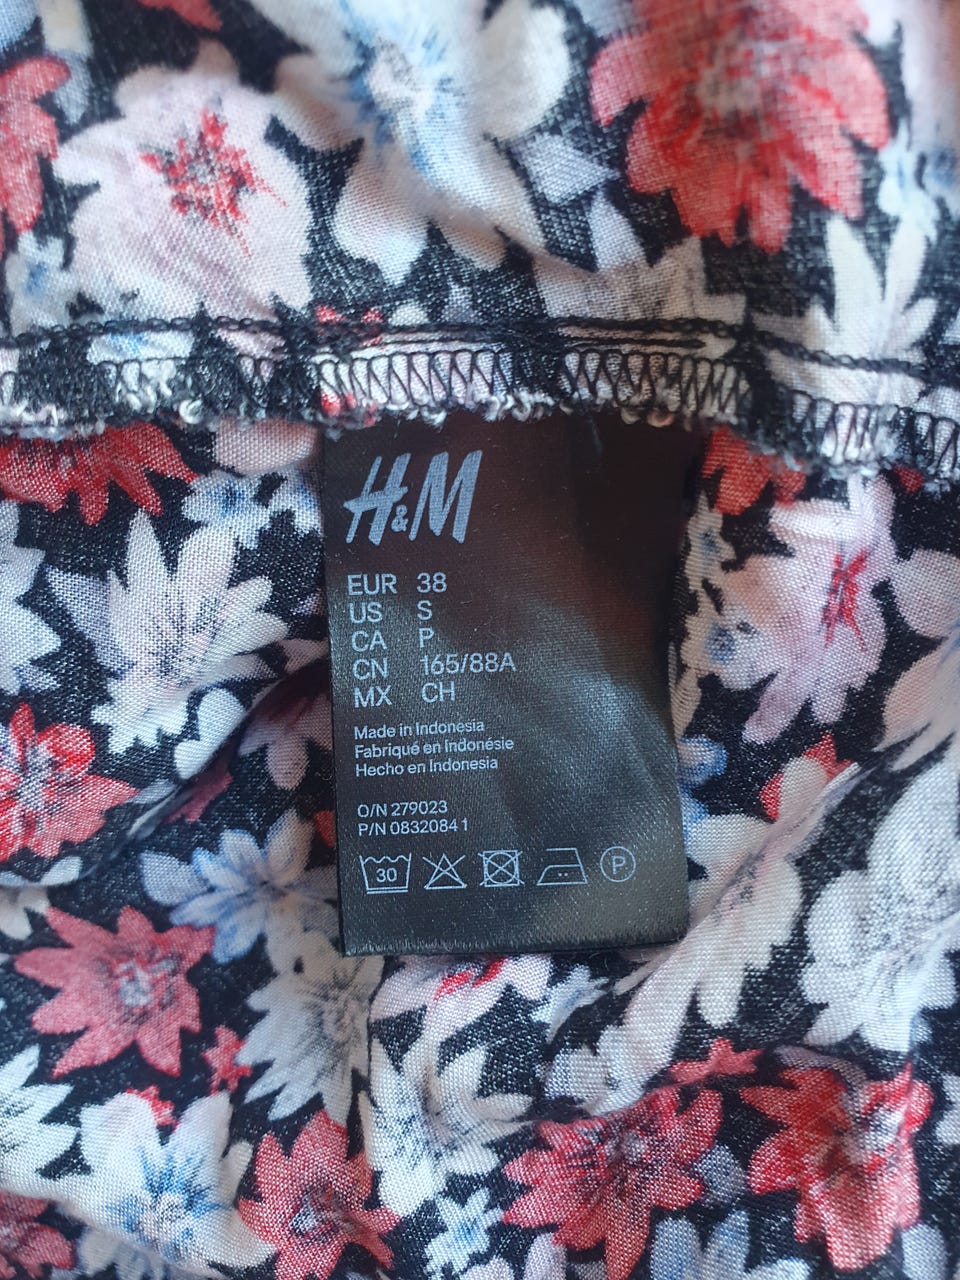 H&M
EUR 38
US S
CA P
CN 165/88A
MX CH
Made in Indonesia
Fabriqué en Indonésie
Hecho en Indonesia
O/N 279023
P/N 0832084 1
30
P